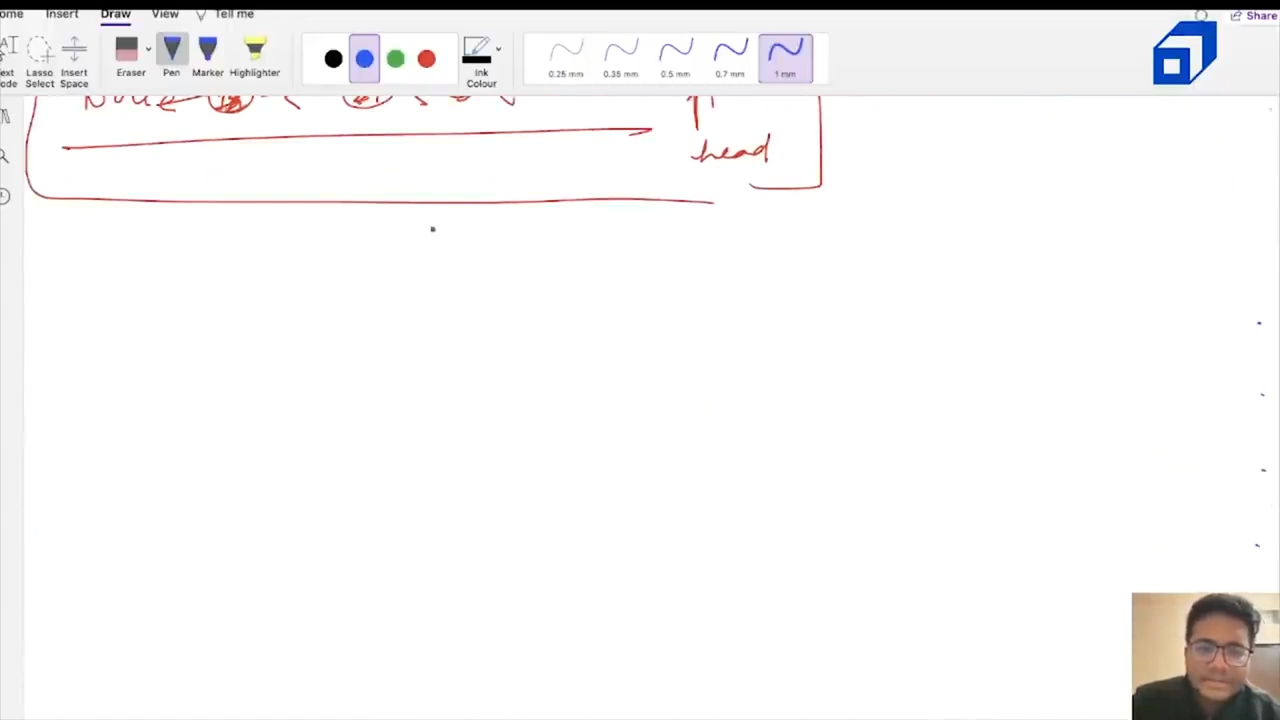 ome Insert Draw View Tell me Share
Text Mode Lasso Select Insert Space Eraser Pen Marker Highlighter Ink Colour 0.25 mm 0.35 mm 0.5 mm 0.7 mm 1 mm
head